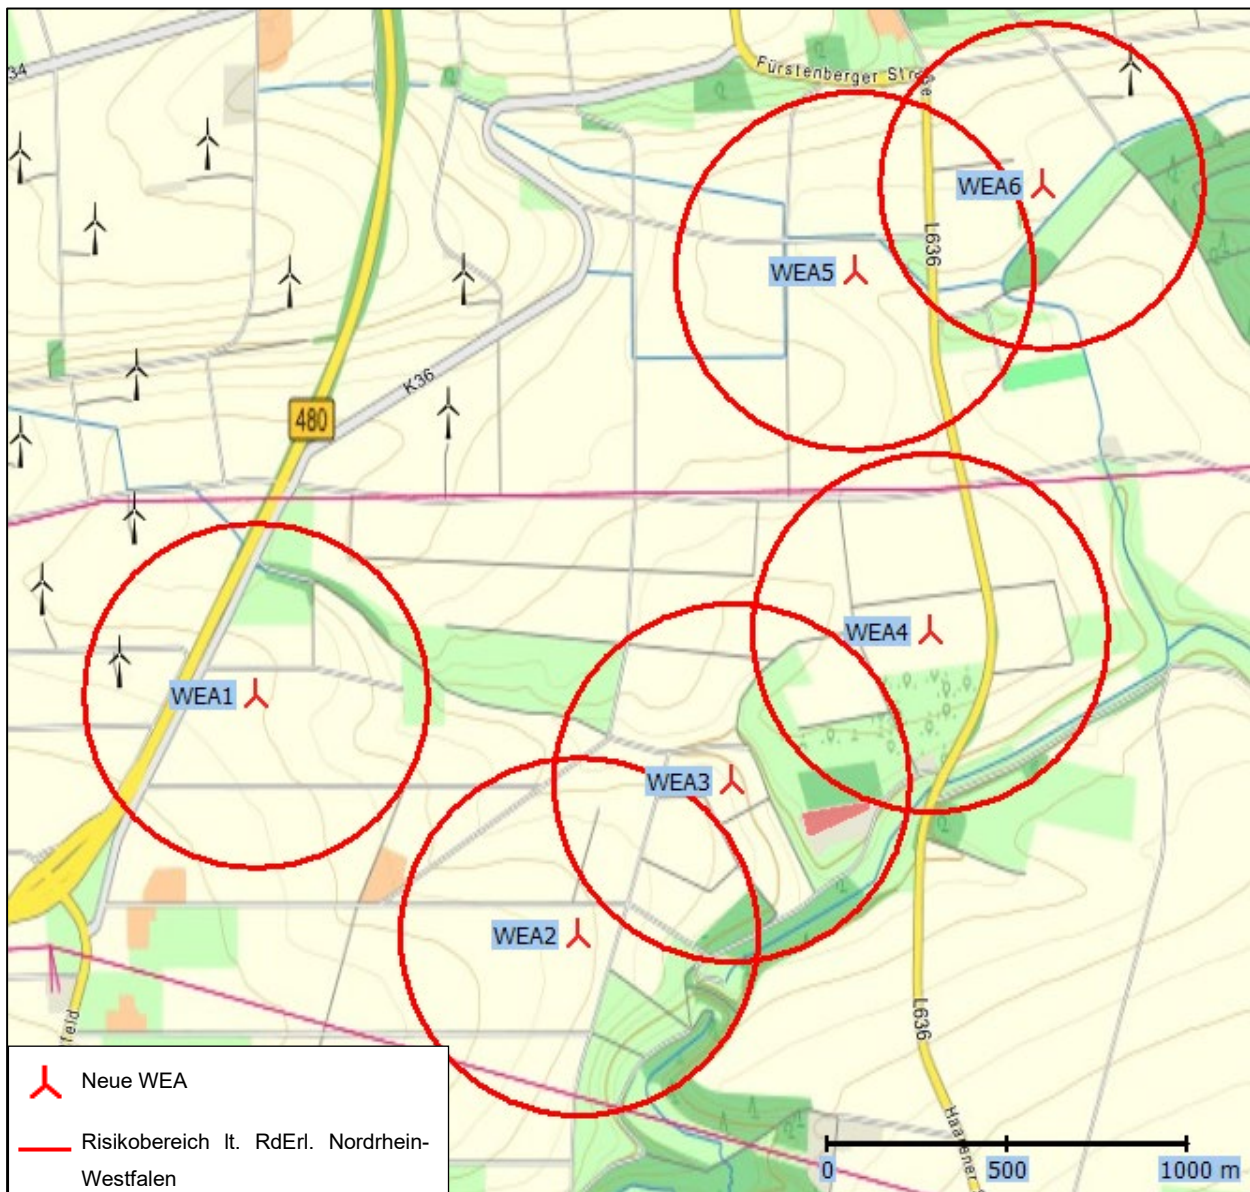 34
Fürstenberger Straße
WEA6
L636
WEA5
K36
480
WEA4
WEA1
WEA3
WEA2
L636
feld
Haarener
Neue WEA
Risikobereich lt. RdErl. Nordrhein-
Westfalen
0 500 1000 m